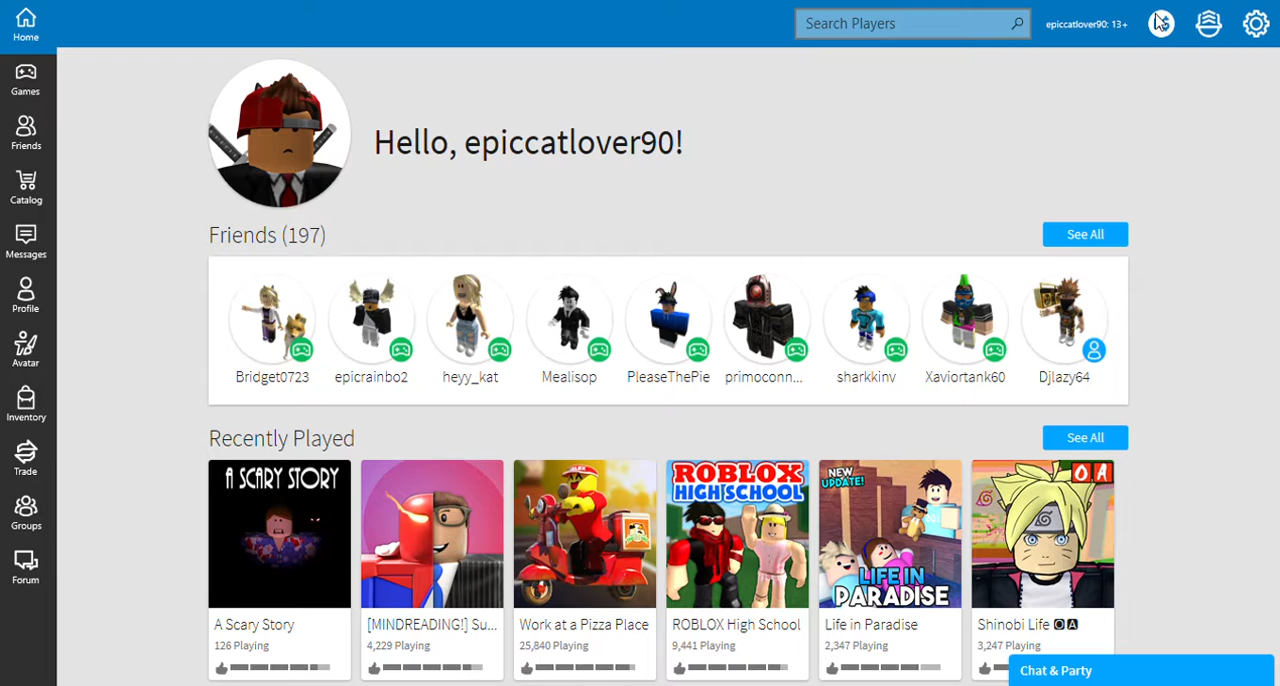 Home
Search Players
epiccatlover90: 13+
Games
Friends
Catalog
Messages
Profile
Avatar
Inventory
Trade
Groups
Forum
Hello, epiccatlover90!
Friends (197)
See All
Bridget0723
epicrainbo2
heyy_kat
Mealisop
PleaseThePie
primoconn...
sharkkinv
Xaviortank60
Djlazy64
Recently Played
See All
A SCARY STORY
ROBLOX
HIGH SCHOOL
NEW
UPDATE!
LIFE IN
PARADISE
O A
A Scary Story
126 Playing
[MINDREADING!] Su...
4,229 Playing
Work at a Pizza Place
25,840 Playing
ROBLOX High School
9,441 Playing
Life in Paradise
2,347 Playing
Shinobi Life 🅾🅰
3,247 Playing
Chat & Party